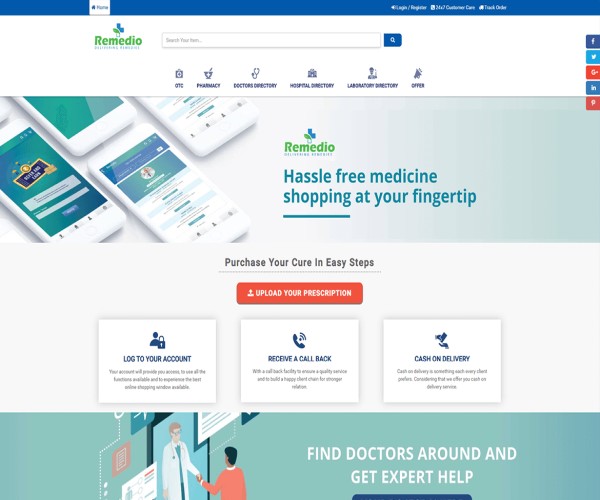 Home
Login / Register
24x7 Customer Care
Track Order
Remedio
DELIVERING REMEDIES
Search Your Item...
OTC
PHARMACY
DOCTORS DIRECTORY
HOSPITAL DIRECTORY
LABORATORY DIRECTORY
OFFER
Remedio
DELIVERING REMEDIES
Hassle free medicine
shopping at your fingertip
Purchase Your Cure In Easy Steps
UPLOAD YOUR PRESCRIPTION
LOG TO YOUR ACCOUNT
Your account will provide you access, to use all the
functions available and to experience the best
online shopping window available.
RECEIVE A CALL BACK
With a call back facility to ensure a quality service
and to build a happy client chain for stronger
relation.
CASH ON DELIVERY
Cash on delivery is something each every client
prefers. Considering that we offer you cash on
delivery service.
FIND DOCTORS AROUND AND
GET EXPERT HELP